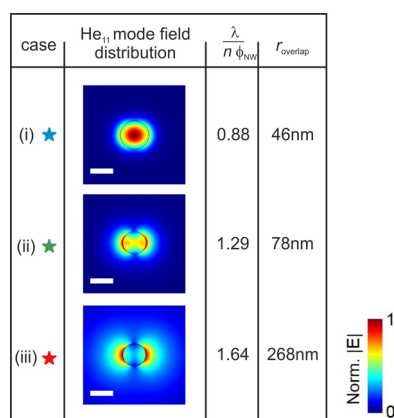 case He₁₁ mode field distribution λ / n ϕNW r overlap
(i) 0.88 46nm
(ii) 1.29 78nm
(iii) 1.64 268nm
Norm. |E|
1
0